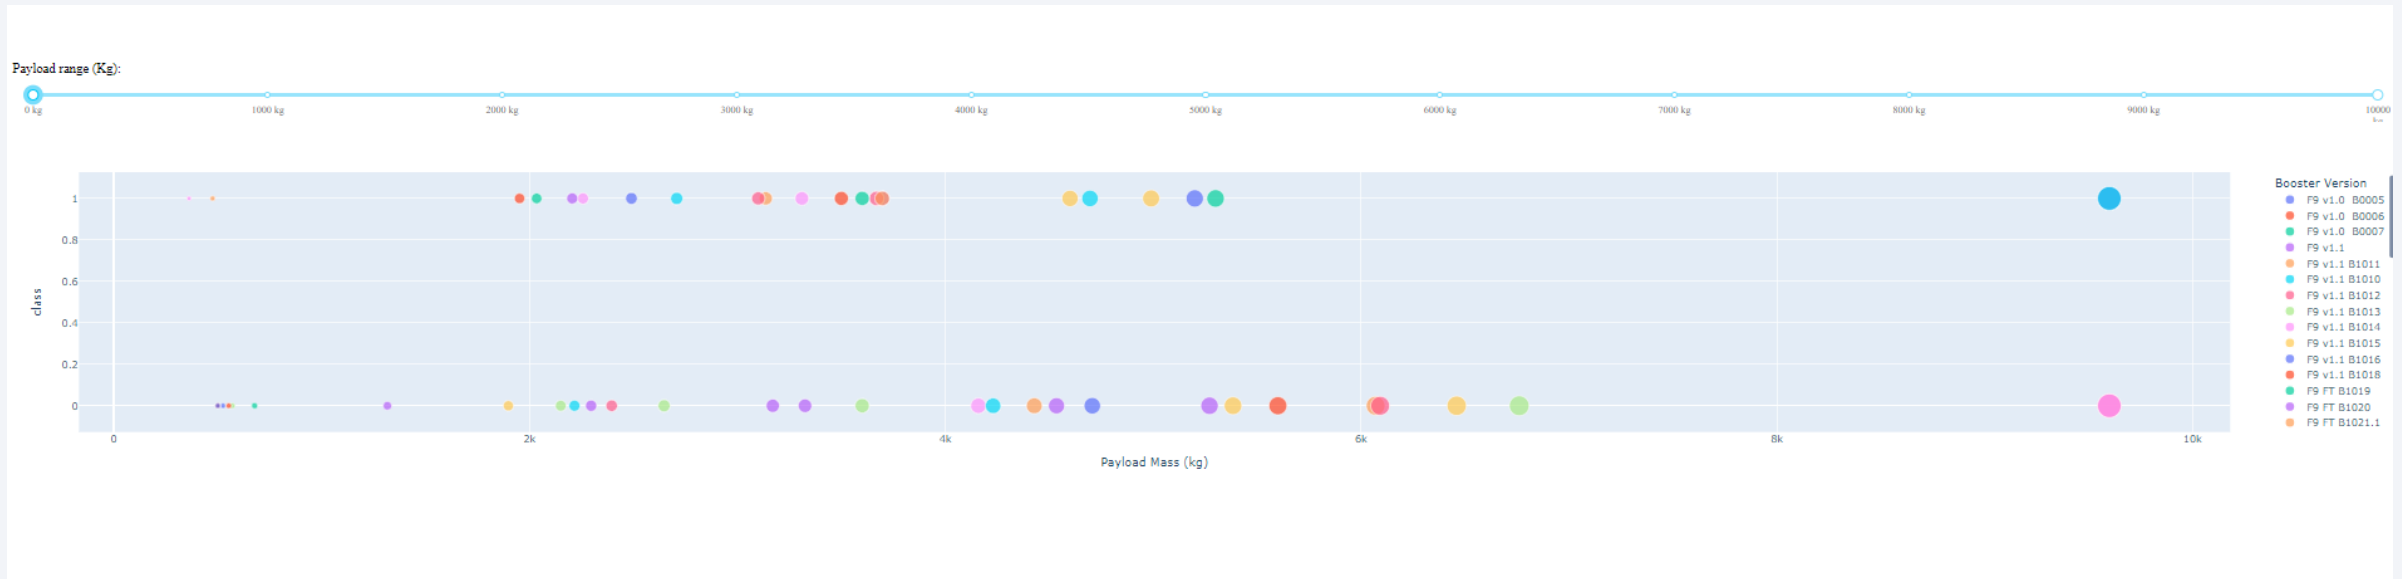 Payload range (Kg):
0 kg 1000 kg 2000 kg 3000 kg 4000 kg 5000 kg 6000 kg 7000 kg 8000 kg 9000 kg 10000
class
1
0.8
0.6
0.4
0.2
0
0 2k 4k 6k 8k 10k
Payload Mass (kg)
Booster Version
F9 v1.0 B0005
F9 v1.0 B0006
F9 v1.0 B0007
F9 v1.1
F9 v1.1 B1011
F9 v1.1 B1010
F9 v1.1 B1012
F9 v1.1 B1013
F9 v1.1 B1014
F9 v1.1 B1015
F9 v1.1 B1016
F9 v1.1 B1018
F9 FT B1019
F9 FT B1020
F9 FT B1021.1